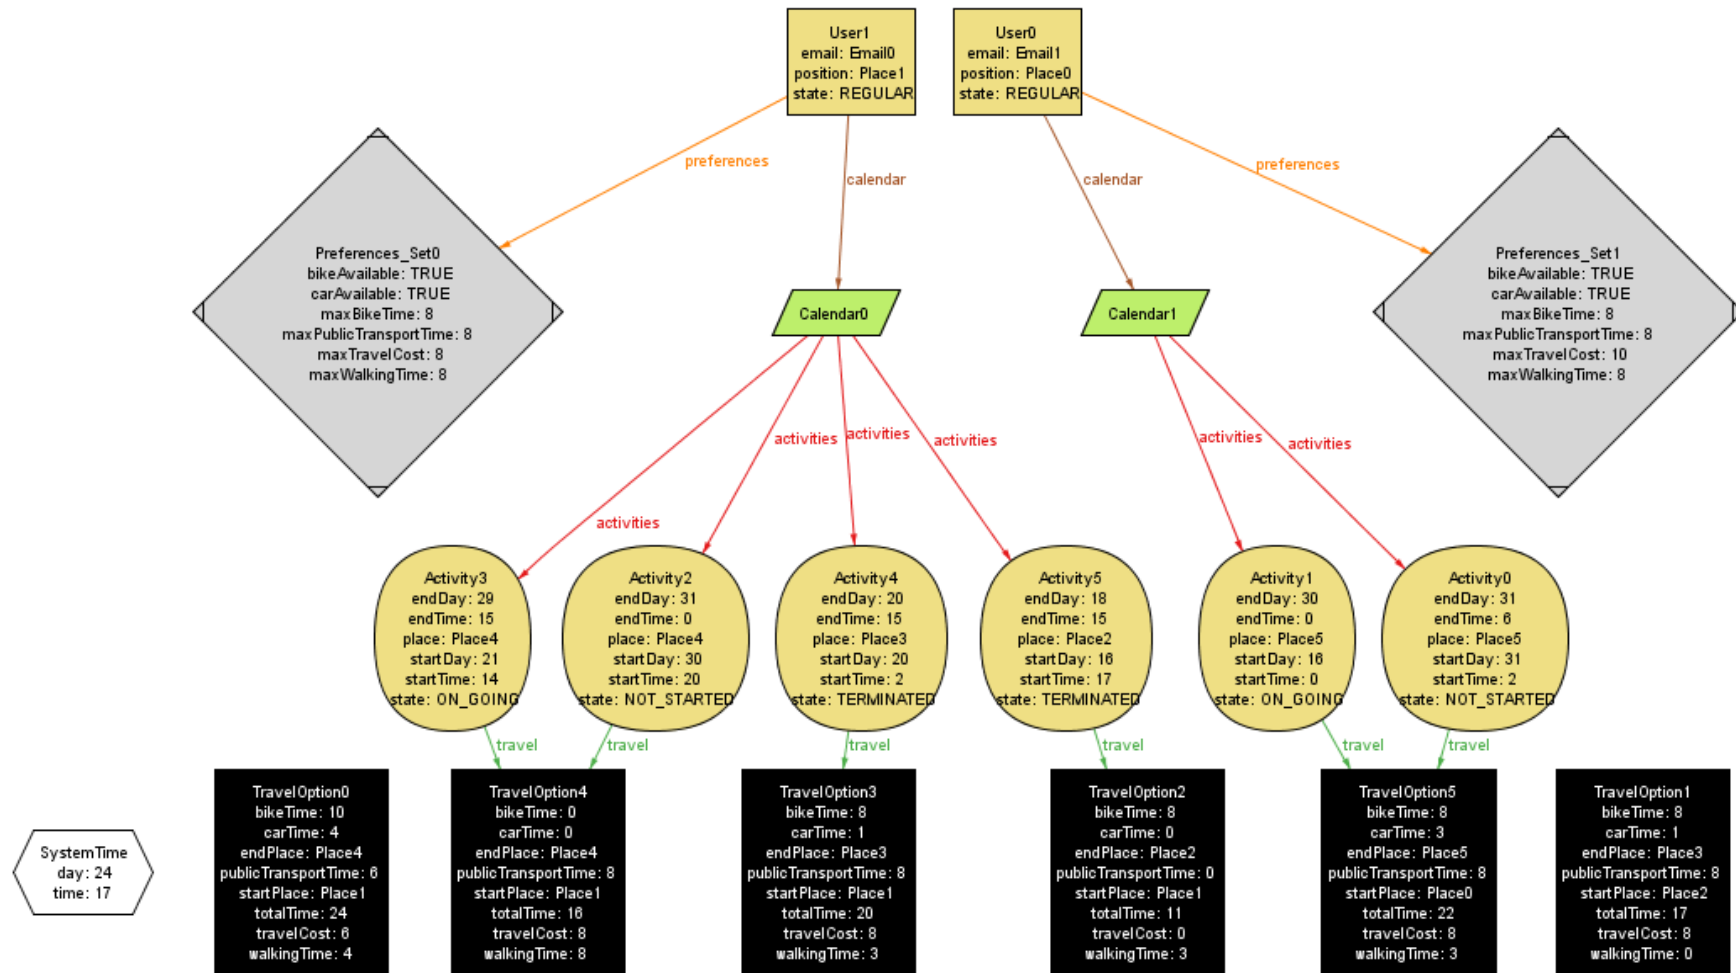 User1
email: Email0
position: Place1
state: REGULAR
User0
email: Email1
position: Place0
state: REGULAR
preferences
calendar
calendar
preferences
Preferences_Set0
bikeAvailable: TRUE
carAvailable: TRUE
maxBikeTime: 8
maxPublicTransportTime: 8
maxTravelCost: 8
maxWalkingTime: 8
Calendar0
Calendar1
Preferences_Set1
bikeAvailable: TRUE
carAvailable: TRUE
maxBikeTime: 8
maxPublicTransportTime: 8
maxTravelCost: 10
maxWalkingTime: 8
activities
activities
activities
activities
activities
activities
Activity3
endDay: 29
endTime: 15
place: Place4
startDay: 21
startTime: 14
state: ON_GOING
Activity2
endDay: 31
endTime: 0
place: Place4
startDay: 30
startTime: 20
state: NOT_STARTED
Activity4
endDay: 20
endTime: 15
place: Place3
startDay: 20
startTime: 2
state: TERMINATED
Activity5
endDay: 18
endTime: 15
place: Place2
startDay: 16
startTime: 17
state: TERMINATED
Activity1
endDay: 30
endTime: 0
place: Place5
startDay: 16
startTime: 0
state: ON_GOING
Activity0
endDay: 31
endTime: 6
place: Place5
startDay: 31
startTime: 2
state: NOT_STARTED
travel
travel
travel
travel
travel
travel
SystemTime
day: 24
time: 17
TravelOption0
bikeTime: 10
carTime: 4
endPlace: Place4
publicTransportTime: 6
startPlace: Place1
totalTime: 24
travelCost: 6
walkingTime: 4
TravelOption4
bikeTime: 0
carTime: 0
endPlace: Place4
publicTransportTime: 8
startPlace: Place1
totalTime: 16
travelCost: 8
walkingTime: 8
TravelOption3
bikeTime: 8
carTime: 1
endPlace: Place3
publicTransportTime: 8
startPlace: Place1
totalTime: 20
travelCost: 8
walkingTime: 3
TravelOption2
bikeTime: 8
carTime: 0
endPlace: Place2
publicTransportTime: 0
startPlace: Place1
totalTime: 11
travelCost: 0
walkingTime: 3
TravelOption5
bikeTime: 8
carTime: 3
endPlace: Place5
publicTransportTime: 8
startPlace: Place0
totalTime: 22
travelCost: 8
walkingTime: 3
TravelOption1
bikeTime: 8
carTime: 1
endPlace: Place3
publicTransportTime: 8
startPlace: Place2
totalTime: 17
travelCost: 8
walkingTime: 0